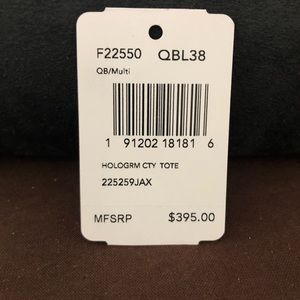 F22550 QBL38
QB/Multi
1 91202 18181 6
HOLOGRM CTY TOTE
225259JAX
MFSRP $395.00